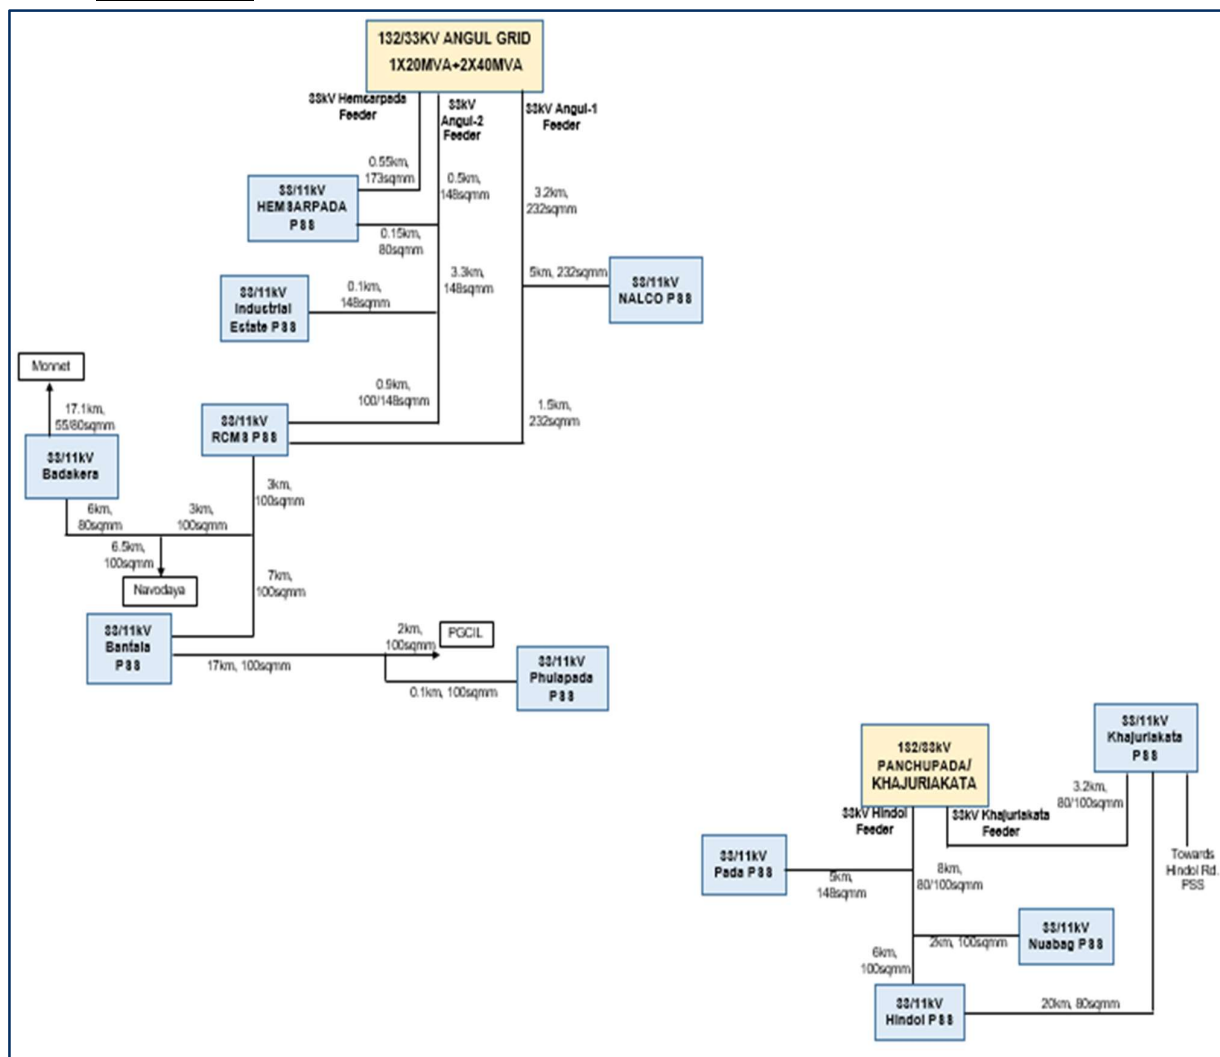 132/33KV ANGUL GRID
1X20MVA+2X40MVA
33kV Hemsarpada
Feeder
33kV
Angul-2
Feeder
33kV Angul-1
Feeder
0.55km,
173sqmm
0.5km,
148sqmm
3.2km,
232sqmm
33/11kV
HEMSARPADA
PSS
0.15km,
80sqmm
3.3km,
148sqmm
5km, 232sqmm
33/11kV
NALCO PSS
0.1km,
148sqmm
33/11kV
Industrial
Estate PSS
Monnet
17.1km,
55/80sqmm
0.9km,
100/148sqmm
1.5km,
232sqmm
33/11kV
RCMS PSS
33/11kV
Badakera
3km,
100sqmm
6km,
80sqmm
3km,
100sqmm
6.5km,
100sqmm
Navodaya
7km,
100sqmm
33/11kV
Bantala
PSS
17km, 100sqmm
2km,
100sqmm
PGCIL
0.1km, 100sqmm
33/11kV
Phulapada
PSS
132/33kV
PANCHUPADA/
KHAJURIAKATA
33/11kV
Khajuriakata
PSS
3.2km,
80/100sqmm
33kV Hindol
Feeder
33kV Khajuriakata
Feeder
Towards
Hindol Rd.
PSS
33/11kV
Pada PSS
5km,
148sqmm
8km,
80/100sqmm
2km, 100sqmm
33/11kV
Nuabag PSS
6km,
100sqmm
33/11kV
Hindol PSS
20km, 80sqmm